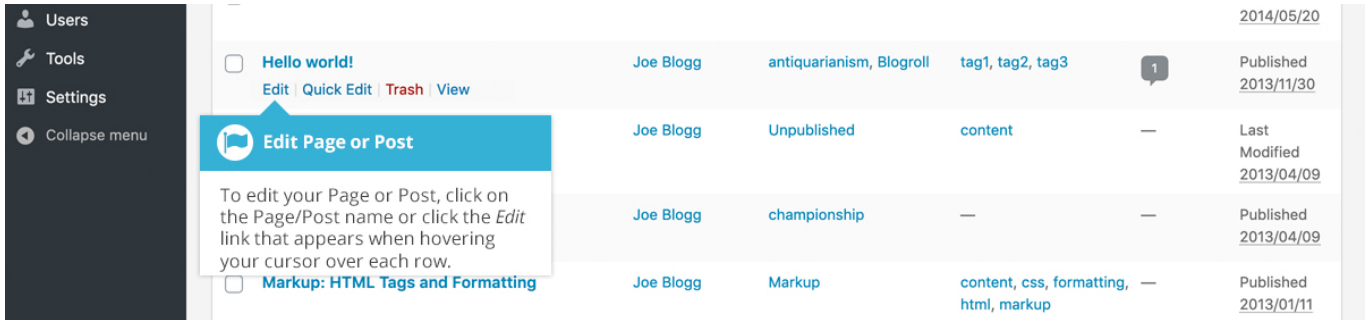 Users
Tools
Settings
Collapse menu
2014/05/20
Hello world! Joe Blogg antiquarianism, Blogroll tag1, tag2, tag3 1 Published
Edit | Quick Edit | Trash | View 2013/11/30
Edit Page or Post
To edit your Page or Post, click on
the Page/Post name or click the Edit
link that appears when hovering
your cursor over each row.
Joe Blogg Unpublished content — Last
Modified
2013/04/09
Joe Blogg championship — — Published
2013/04/09
Markup: HTML Tags and Formatting Joe Blogg Markup content, css, formatting, — Published
html, markup 2013/01/11